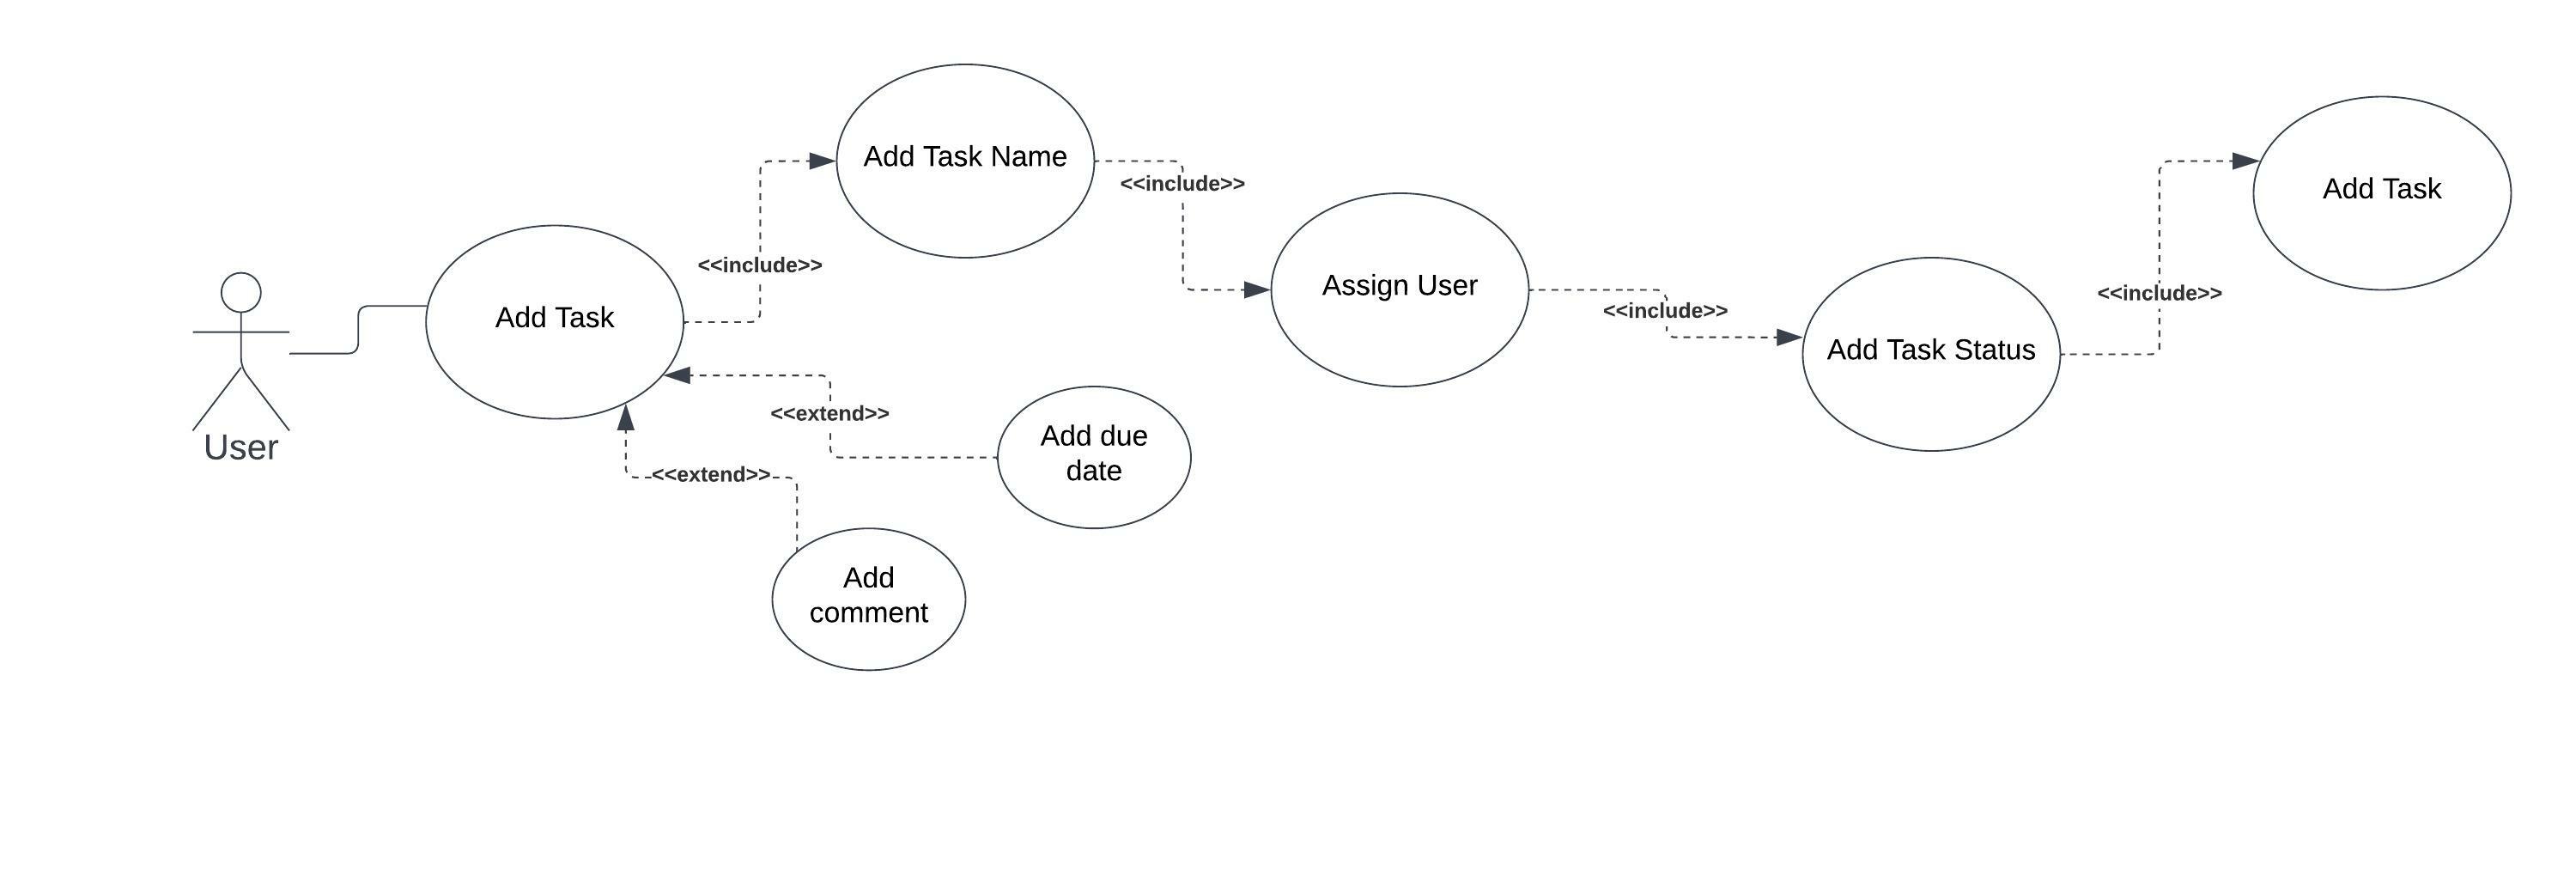 Add Task Name
<<include>>
Add Task
<<include>>
Assign User
<<include>>
<<include>>
Add Task
Add Task Status
<<extend>>
Add due
date
User
<<extend>>
Add
comment